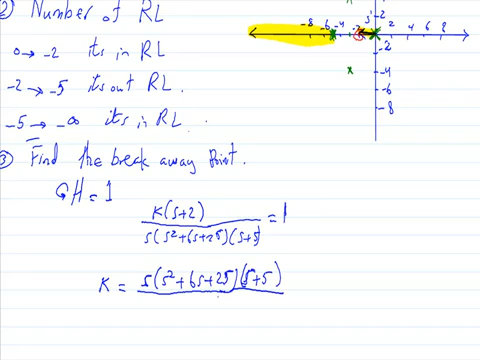 ② Number of RL
0 → -2 its in RL
-2 → -5 its out RL.
-5 → -∞ its in RL.
③ Find the break away point.
GH = 1
K(s+2)
s(s²+6s+25)(s+5) = 1
K = s(s²+6s+25)(s+5)
-8 -6 -4 -2 2 4 6 8
-2
-2
-4
-6
-8